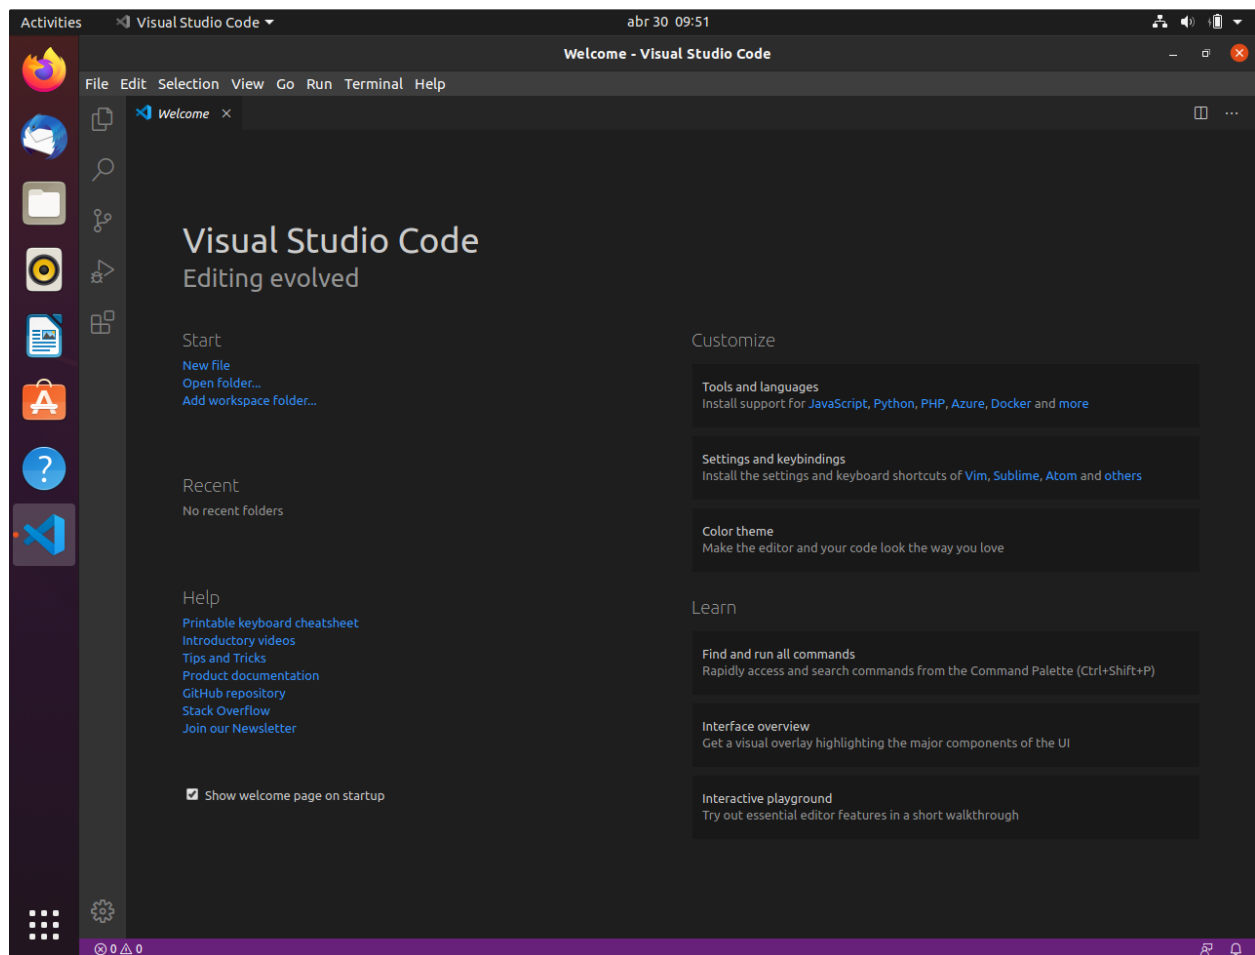 Activities
Visual Studio Code
abr 30 09:51
Welcome - Visual Studio Code
File Edit Selection View Go Run Terminal Help
Welcome
Visual Studio Code
Editing evolved
Start
New file
Open folder...
Add workspace folder...
Recent
No recent folders
Help
Printable keyboard cheatsheet
Introductory videos
Tips and Tricks
Product documentation
GitHub repository
Stack Overflow
Join our Newsletter
Show welcome page on startup
Customize
Tools and languages
Install support for JavaScript, Python, PHP, Azure, Docker and more
Settings and keybindings
Install the settings and keyboard shortcuts of Vim, Sublime, Atom and others
Color theme
Make the editor and your code look the way you love
Learn
Find and run all commands
Rapidly access and search commands from the Command Palette (Ctrl+Shift+P)
Interface overview
Get a visual overlay highlighting the major components of the UI
Interactive playground
Try out essential editor features in a short walkthrough
0 0